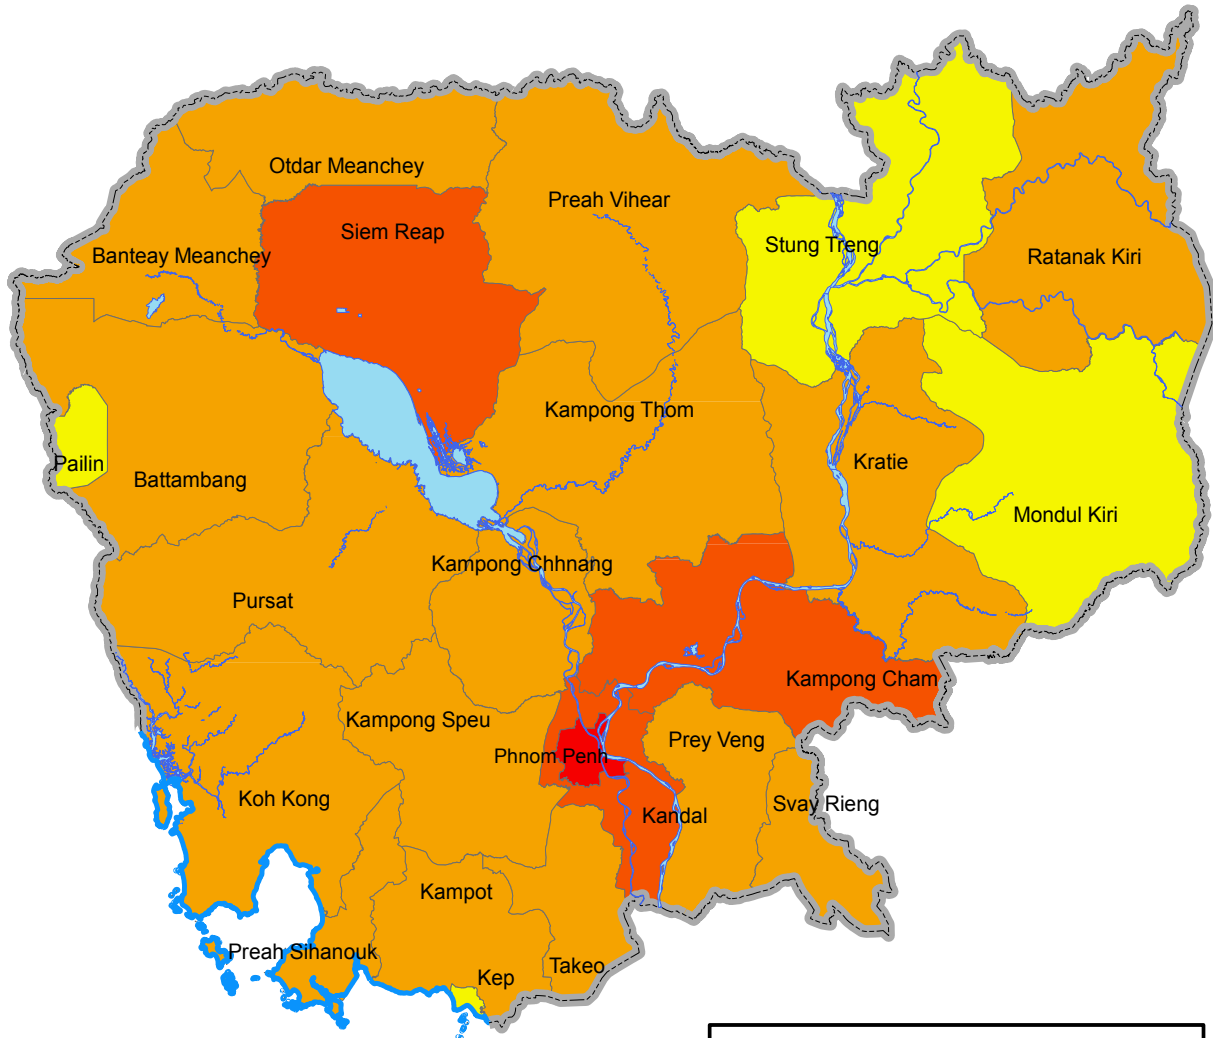 Otdar Meanchey
Preah Vihear
Siem Reap
Stung Treng
Banteay Meanchey
Ratanak Kiri
Kampong Thom
Pailin
Battambang
Kratie
Mondul Kiri
Kampong Chhnang
Pursat
Kampong Cham
Kampong Speu
Prey Veng
Phnom Penh
Koh Kong
Svay Rieng
Kandal
Kampot
Preah Sihanouk
Takeo
Kep